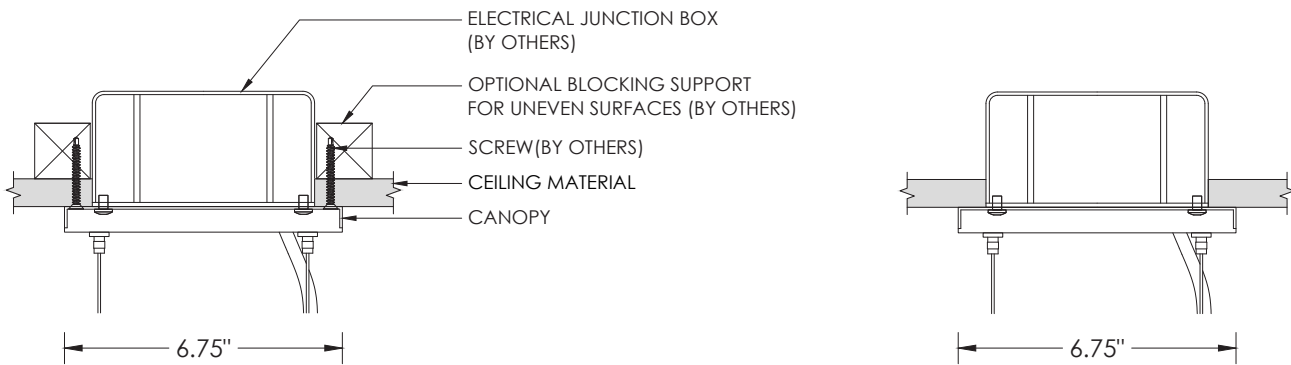 ELECTRICAL JUNCTION BOX
(BY OTHERS)
OPTIONAL BLOCKING SUPPORT
FOR UNEVEN SURFACES (BY OTHERS)
SCREW(BY OTHERS)
CEILING MATERIAL
CANOPY
6.75"
6.75"